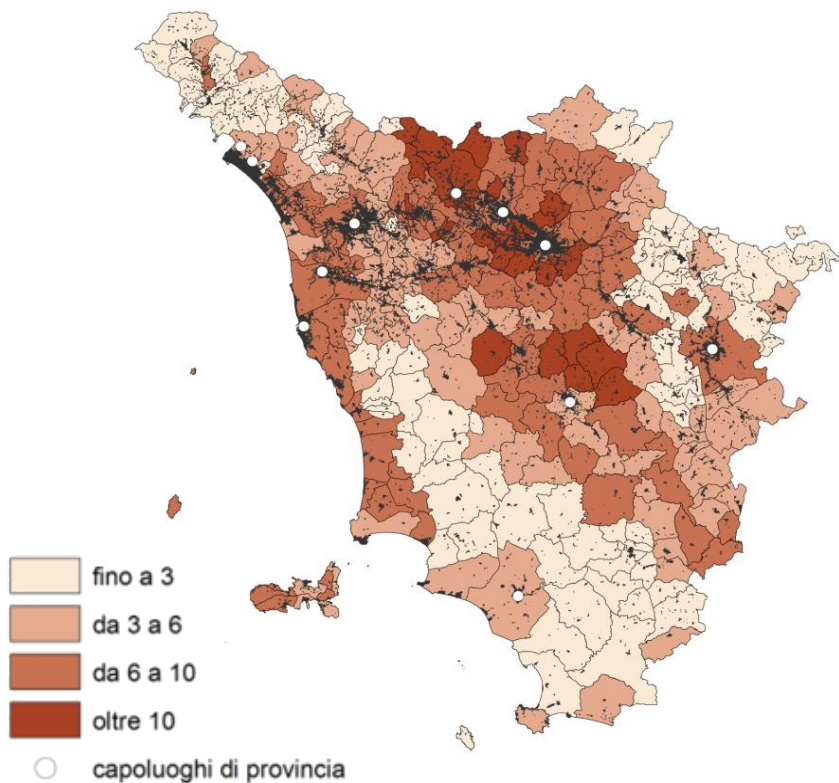 fino a 3
da 3 a 6
da 6 a 10
oltre 10
capoluoghi di provincia